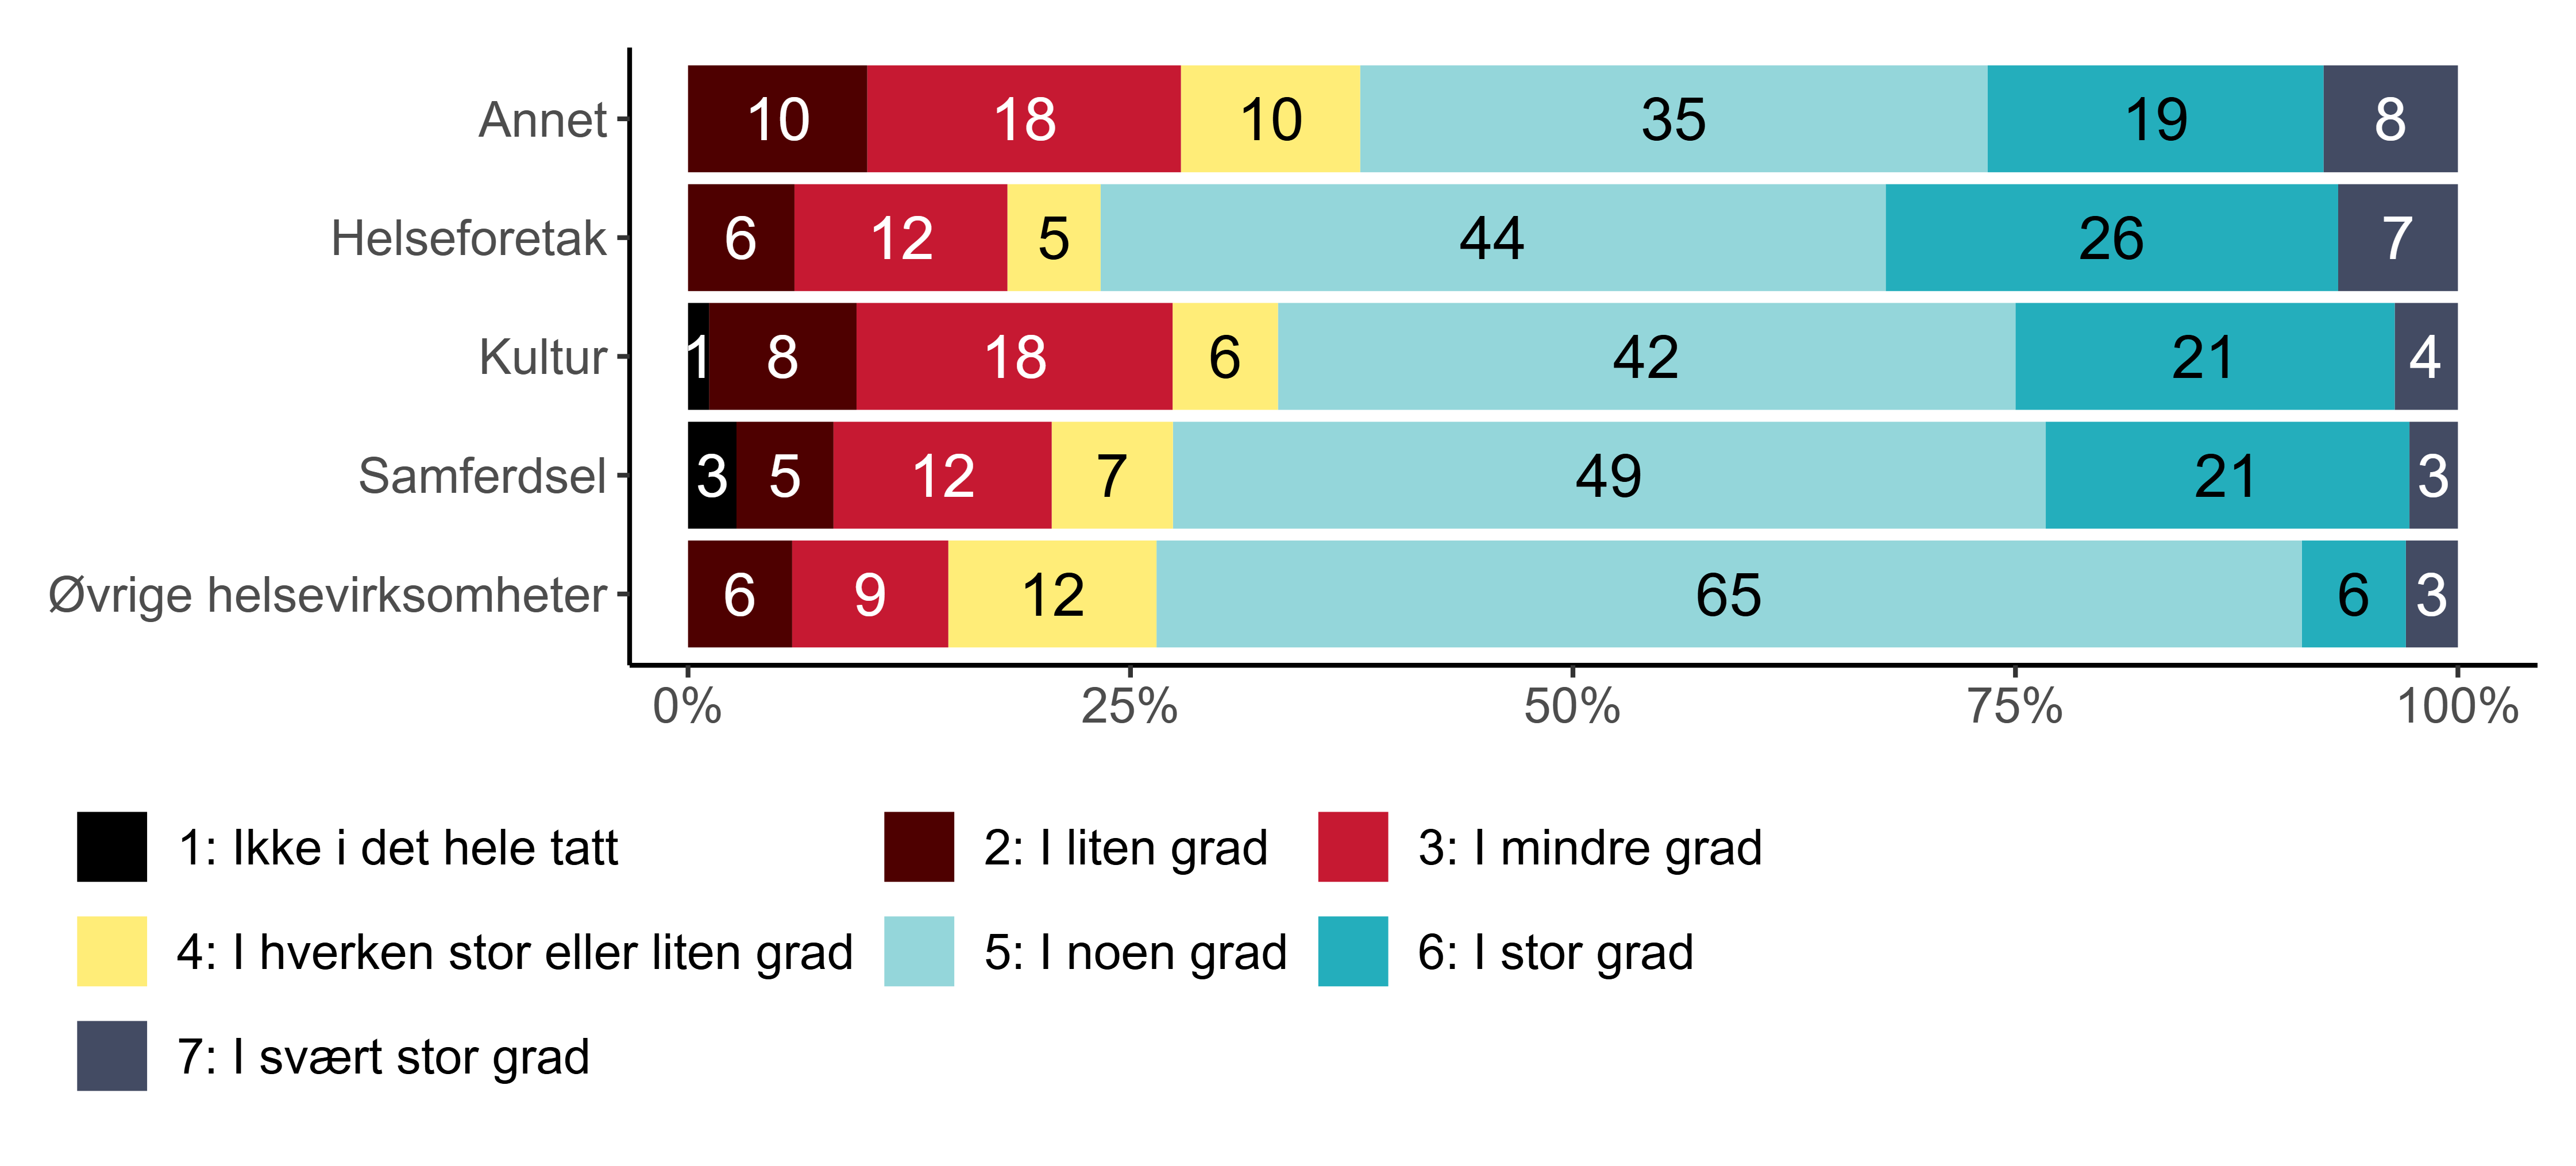 Annet 10 18 10 35 19 8
Helseforetak 6 12 5 44 26 7
Kultur 1 8 18 6 42 21 4
Samferdsel 3 5 12 7 49 21 3
Øvrige helsevirksomheter 6 9 12 65 6 3
0% 25% 50% 75% 100%
1: Ikke i det hele tatt 2: I liten grad 3: I mindre grad
4: I hverken stor eller liten grad 5: I noen grad 6: I stor grad
7: I svært stor grad